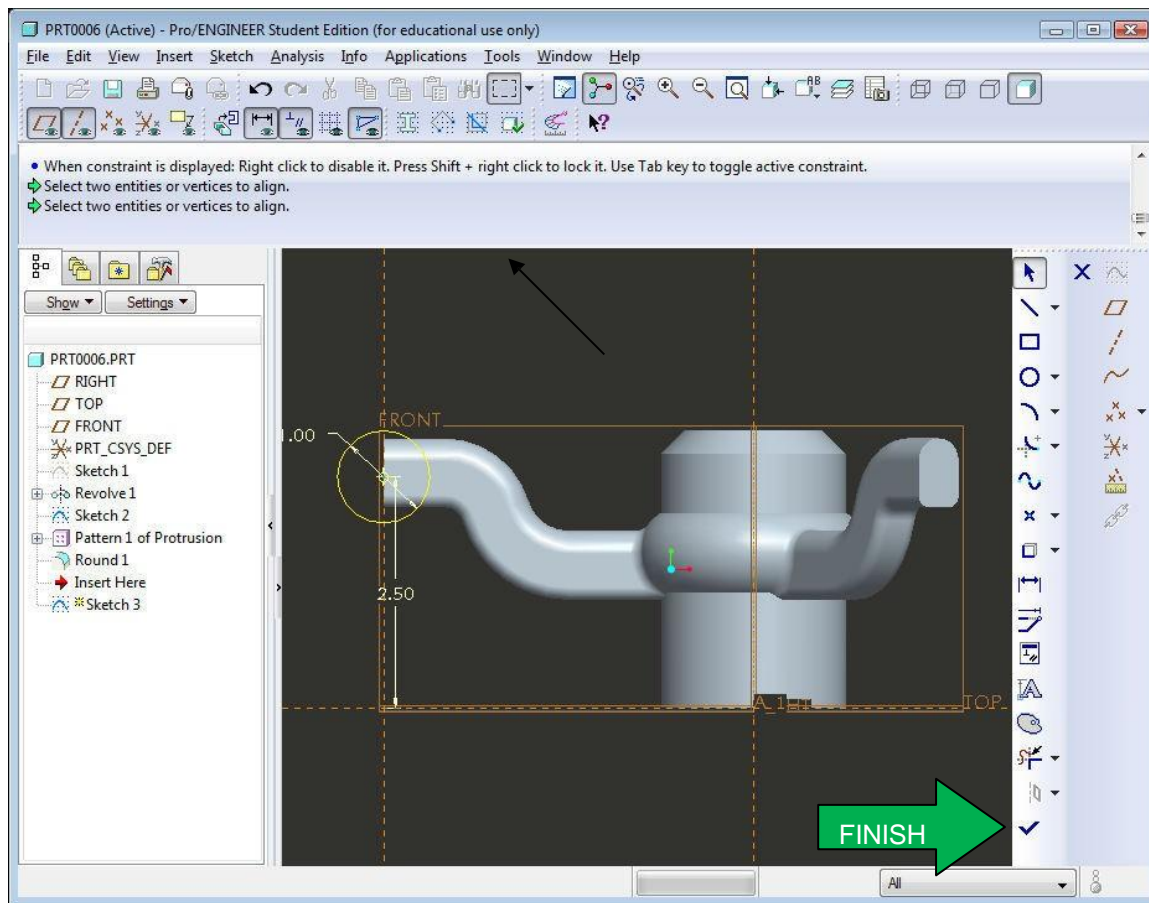 PRT0006 (Active) - Pro/ENGINEER Student Edition (for educational use only)
File Edit View Insert Sketch Analysis Info Applications Tools Window Help
When constraint is displayed: Right click to disable it. Press Shift + right click to lock it. Use Tab key to toggle active constraint.
Select two entities or vertices to align.
Select two entities or vertices to align.
Show Settings
PRT0006.PRT
RIGHT
TOP
FRONT
PRT_CSYS_DEF
Sketch 1
Revolve 1
Sketch 2
Pattern 1 of Protrusion
Round 1
Insert Here
Sketch 3
FRONT
1.00
2.50
A_1
TOP
FINISH
All